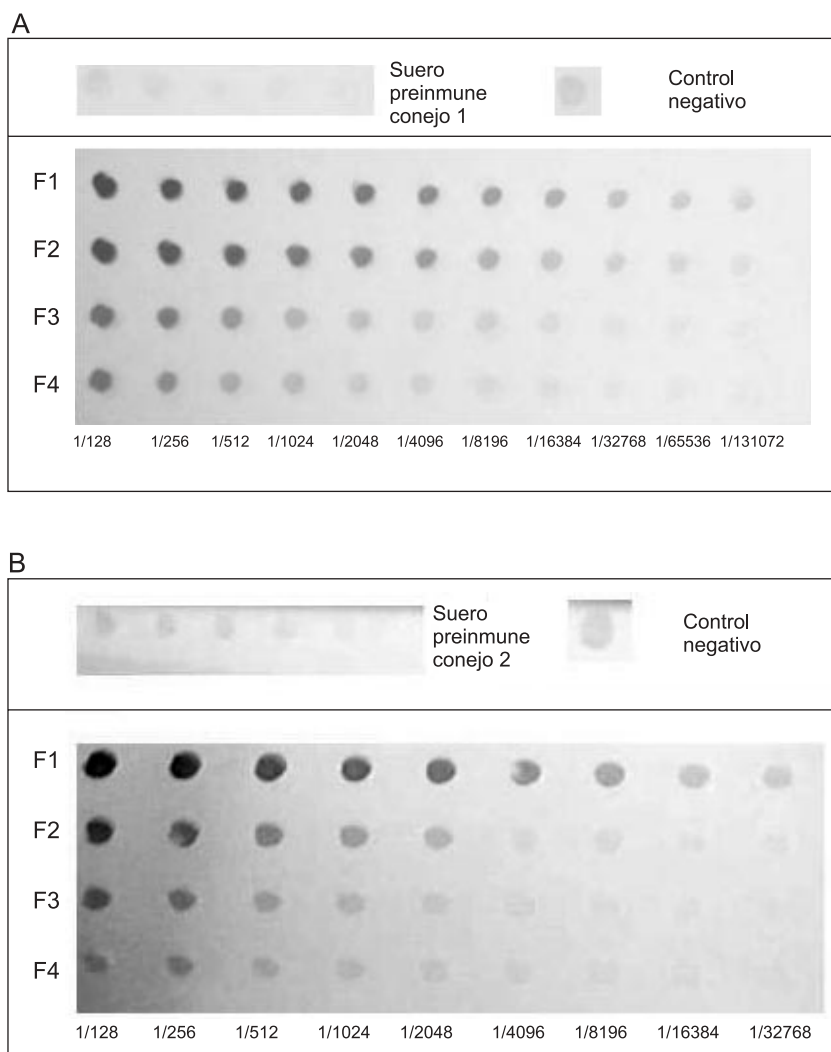 A
Suero
preinmune
conejo 1
Control
negativo
F1
F2
F3
F4
1/128 1/256 1/512 1/1024 1/2048 1/4096 1/8196 1/16384 1/32768 1/65536 1/131072
B
Suero
preinmune
conejo 2
Control
negativo
F1
F2
F3
F4
1/128 1/256 1/512 1/1024 1/2048 1/4096 1/8196 1/16384 1/32768